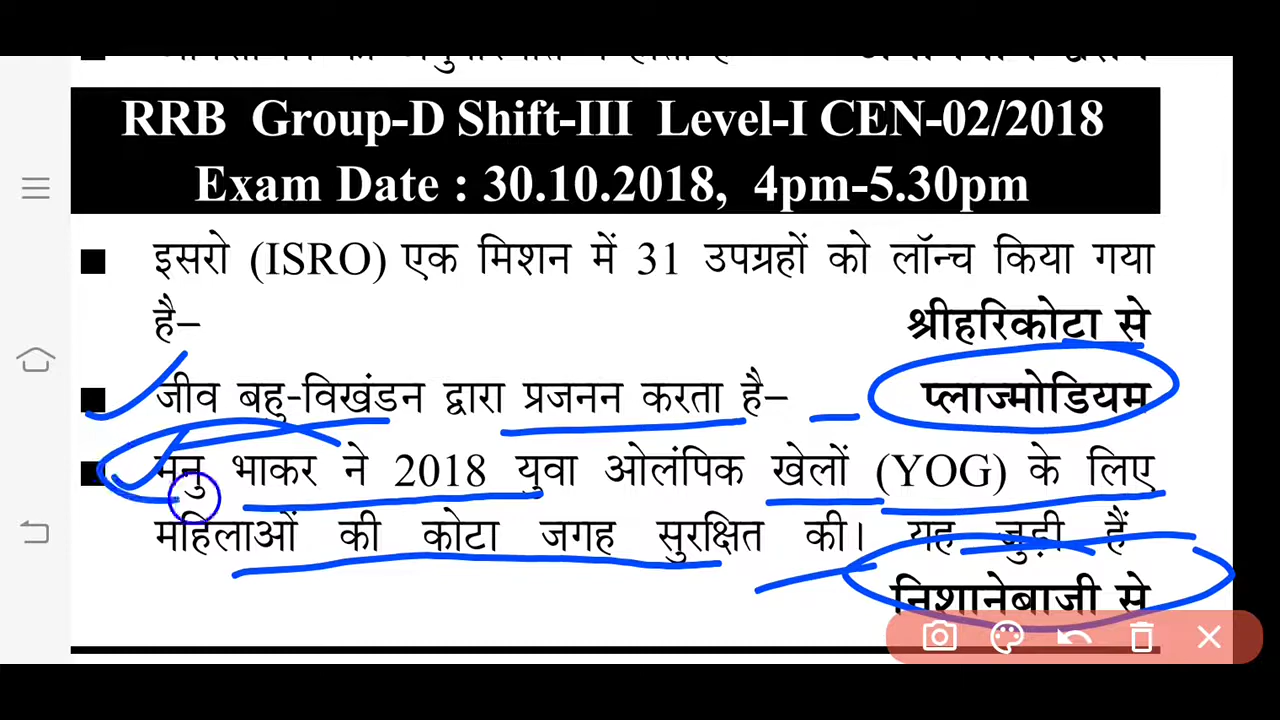 RRB Group-D Shift-III Level-I CEN-02/2018
Exam Date : 30.10.2018, 4pm-5.30pm
■ इसरो (ISRO) एक मिशन में 31 उपग्रहों को लॉन्च किया गया
है– श्रीहरिकोटा से
■ जीव बहु-विखंडन द्वारा प्रजनन करता है– प्लाज्मोडियम
■ मनु भाकर ने 2018 युवा ओलंपिक खेलों (YOG) के लिए
महिलाओं की कोटा जगह सुरक्षित की। यह जुड़ी हैं
निशानेबाजी से